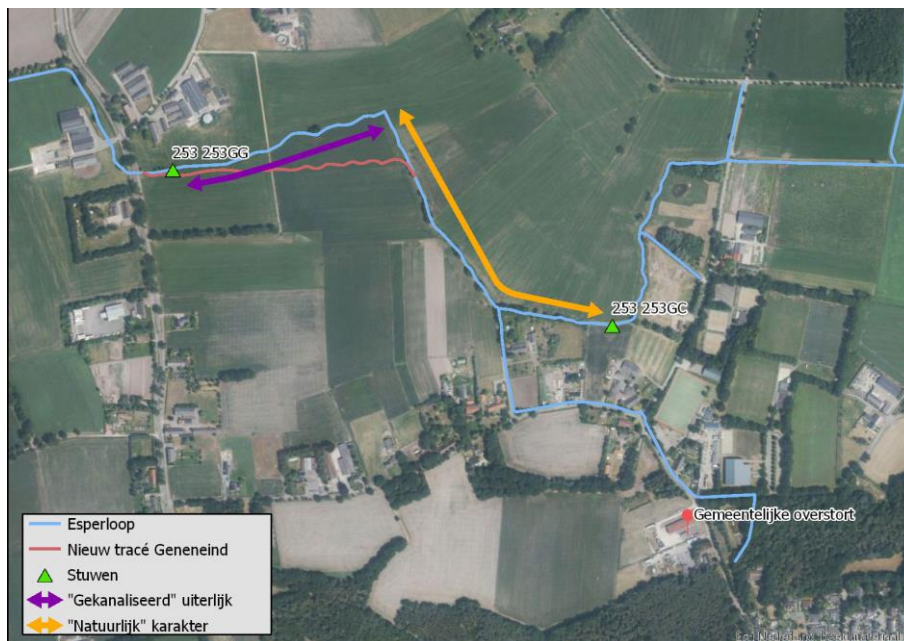 253 253GG
253 253GC
Gemeentelijke overstort
Esperloop
Nieuw tracé Geneneind
Stuwen
"Gekanaliseerd" uiterlijk
"Natuurlijk" karakter